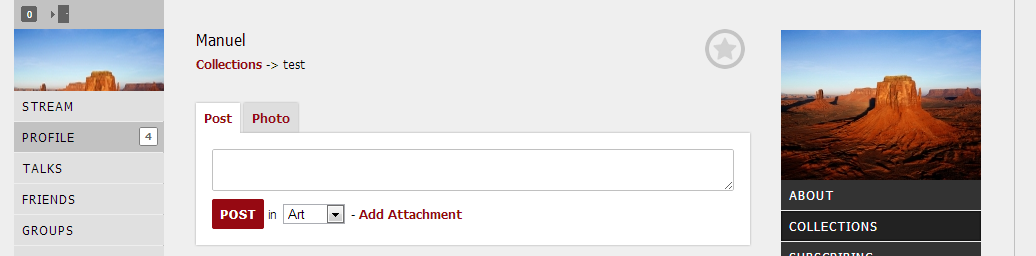 0
STREAM
PROFILE 4
TALKS
FRIENDS
GROUPS
Manuel
Collections -> test
Post Photo
POST in Art - Add Attachment
ABOUT
COLLECTIONS
SUBSCRIBING